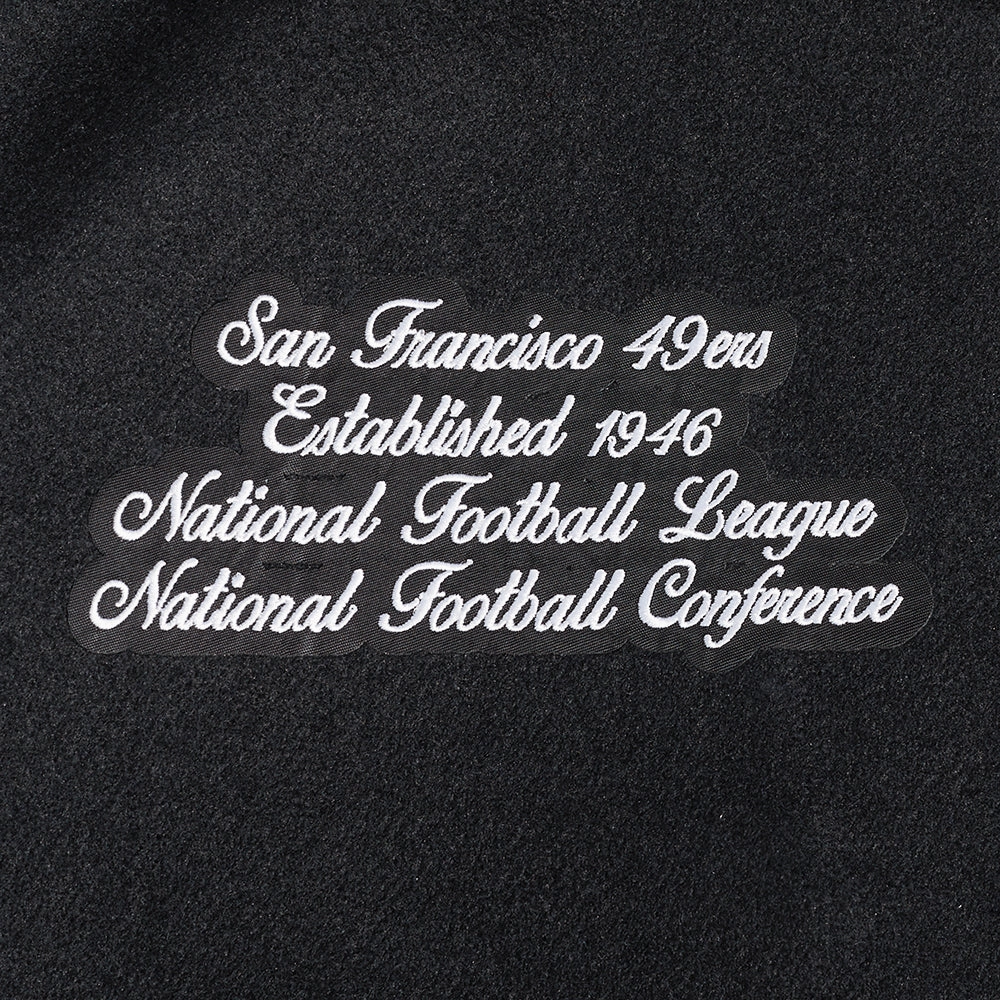 San Francisco 49ers
Established 1946
National Football League
National Football Conference